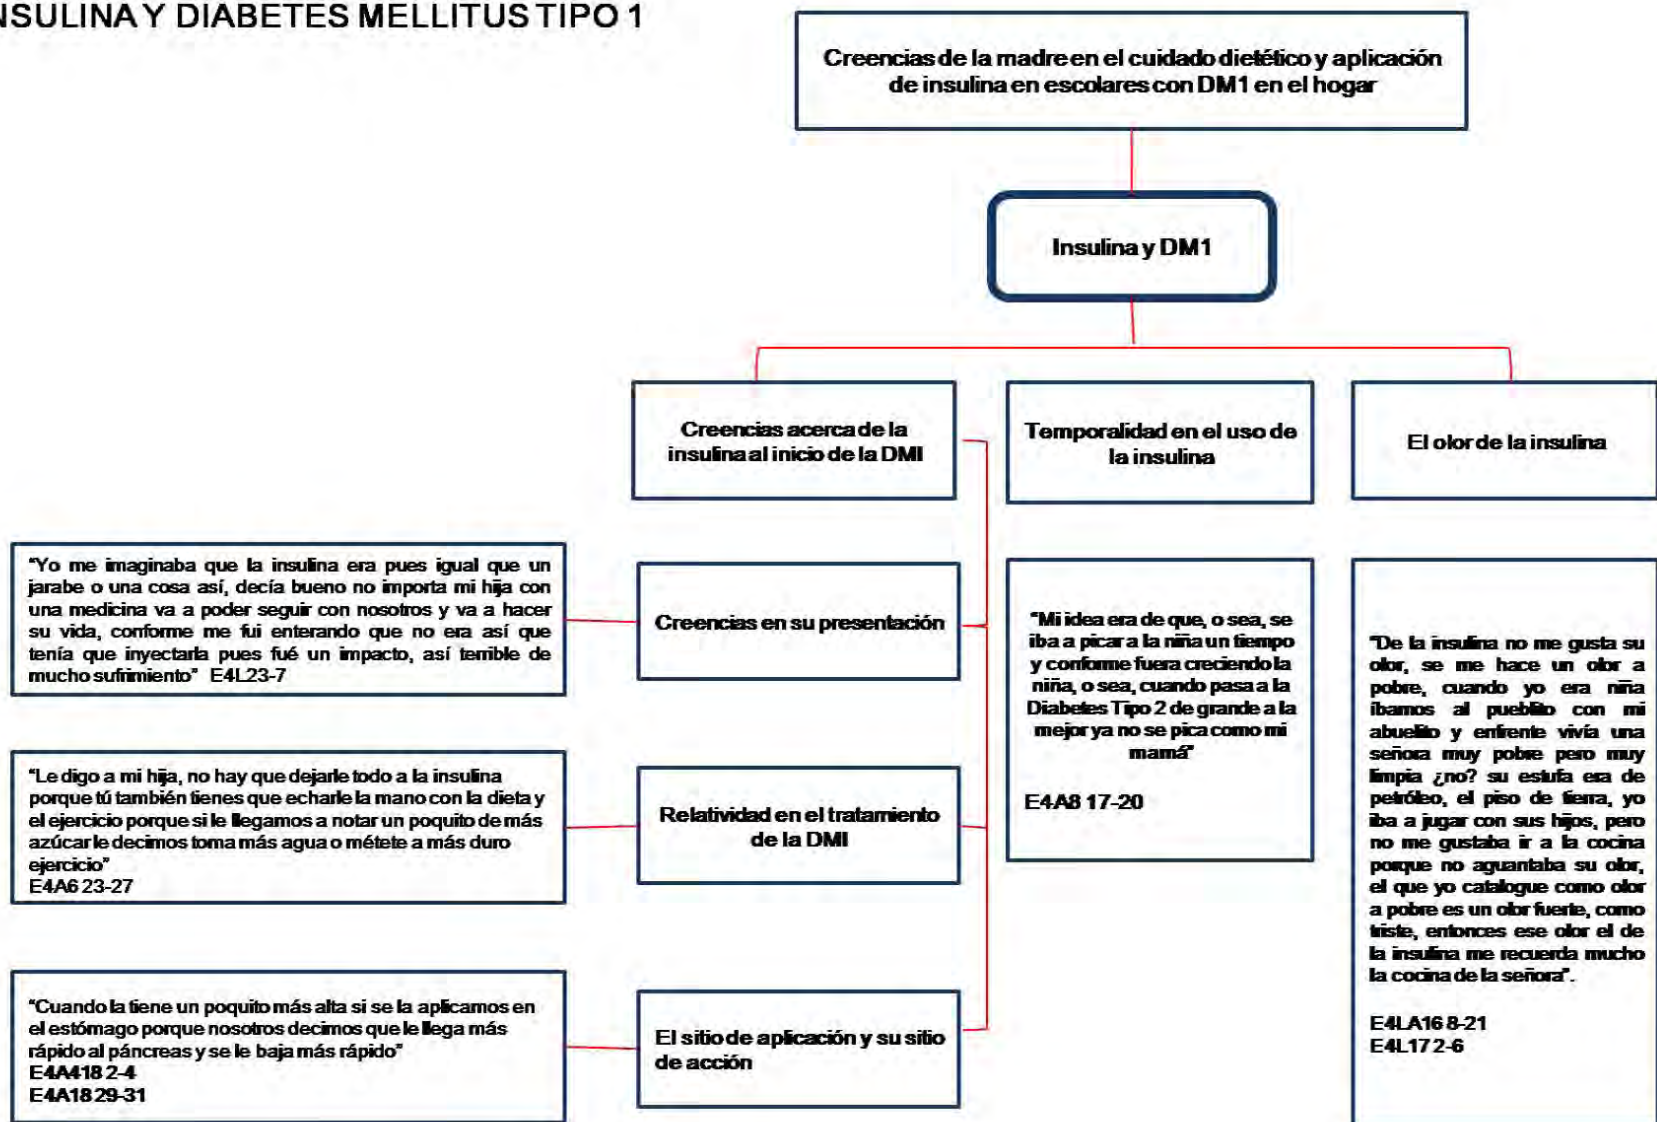 NSULINA Y DIABETES MELLITUS TIPO 1
Creencias de la madre en el cuidado dietético y aplicación
de insulina en escolares con DM1 en el hogar
Insulina y DM1
Creencias acerca de la
insulina al inicio de la DMI
Temporalidad en el uso de
la insulina
El olor de la insulina
"Yo me imaginaba que la insulina era pues igual que un
jarabe o una cosa así, decía bueno no importa mi hija con
una medicina va a poder seguir con nosotros y va a hacer
su vida, conforme me fui enterando que no era así que
tenía que inyectarla pues fué un impacto, así terrible de
mucho sufrimiento" E4L23-7
Creencias en su presentación
"Mi idea era de que, o sea, se
iba a picar a la niña un tiempo
y conforme fuera creciendo la
niña, o sea, cuando pasa a la
Diabetes Tipo 2 de grande a la
mejor ya no se pica como mi
mamá"
E4A8 17-20
"De la insulina no me gusta su
olor, se me hace un olor a
pobre, cuando yo era niña
íbamos al pueblito con mi
abuelito y enfrente vivía una
señora muy pobre pero muy
limpia ¿no? su estufa era de
petróleo, el piso de tierra, yo
iba a jugar con sus hijos, pero
no me gustaba ir a la cocina
porque no aguantaba su olor,
el que yo catalogue como olor
a pobre es un olor fuerte, como
triste, entonces ese olor el de
la insulina me recuerda mucho
la cocina de la señora".
E4LA16 8-21
E4L17 2-6
"Le digo a mi hija, no hay que dejarle todo a la insulina
porque tú también tienes que echarle la mano con la dieta y
el ejercicio porque si le llegamos a notar un poquito de más
azúcar le decimos toma más agua o métete a más duro
ejercicio"
E4A6 23-27
Relatividad en el tratamiento
de la DMI
"Cuando la tiene un poquito más alta si se la aplicamos en
el estómago porque nosotros decimos que le llega más
rápido al páncreas y se le baja más rápido"
E4A418 2-4
E4A18 29-31
El sitio de aplicación y su sitio
de acción